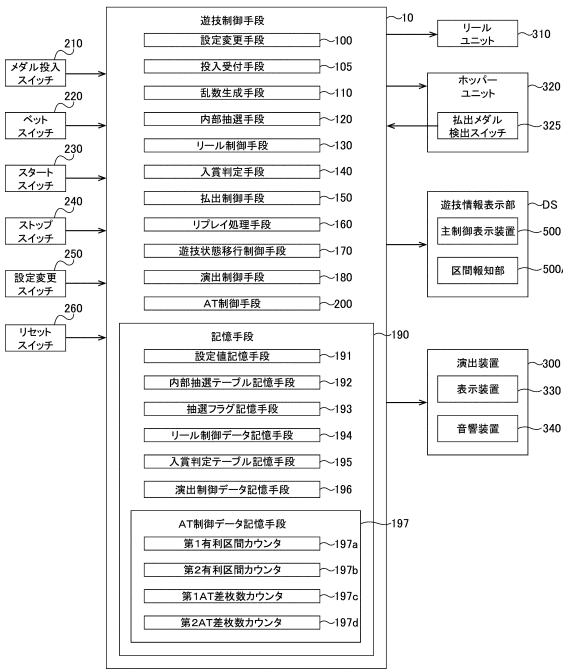 210
メダル投入
スイッチ
220
ベット
スイッチ
230
スタート
スイッチ
240
ストップ
スイッチ
250
設定変更
スイッチ
260
リセット
スイッチ
遊技制御手段
10
設定変更手段
100
投入受付手段
105
乱数生成手段
110
内部抽選手段
120
リール制御手段
130
入賞判定手段
140
払出制御手段
150
リプレイ処理手段
160
遊技状態移行制御手段
170
演出制御手段
180
AT制御手段
200
記憶手段
190
設定値記憶手段
191
内部抽選テーブル記憶手段
192
抽選フラグ記憶手段
193
リール制御データ記憶手段
194
入賞判定テーブル記憶手段
195
演出制御データ記憶手段
196
AT制御データ記憶手段
197
第1有利区間カウンタ
197a
第2有利区間カウンタ
197b
第1AT差枚数カウンタ
197c
第2AT差枚数カウンタ
197d
リール
ユニット
310
ホッパー
ユニット
320
払出メダル
検出スイッチ
325
遊技情報表示部
DS
主制御表示装置
500
区間報知部
500A
演出装置
300
表示装置
330
音響装置
340